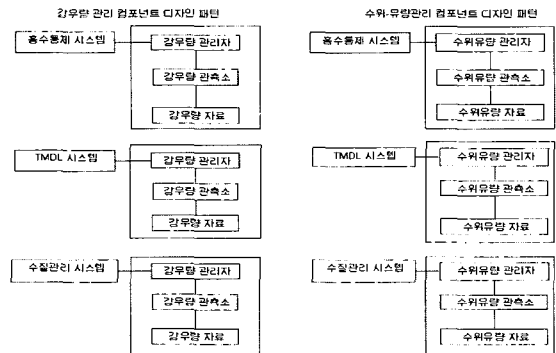 강우량 관리 컴포넌트 디자인 패턴
홍수통제 시스템
강우량 관리자
강우량 관측소
강우량 자료
TMDL 시스템
강우량 관리자
강우량 관측소
강우량 자료
수질관리 시스템
강우량 관리자
강우량 관측소
강우량 자료
수위-유량관리 컴포넌트 디자인 패턴
홍수통제 시스템
수위유량 관리자
수위유량 관측소
수위유량 자료
TMDL 시스템
수위유량 관리자
수위유량 관측소
수위유량 자료
수질관리 시스템
수위유량 관리자
수위유량 관측소
수위유량 자료